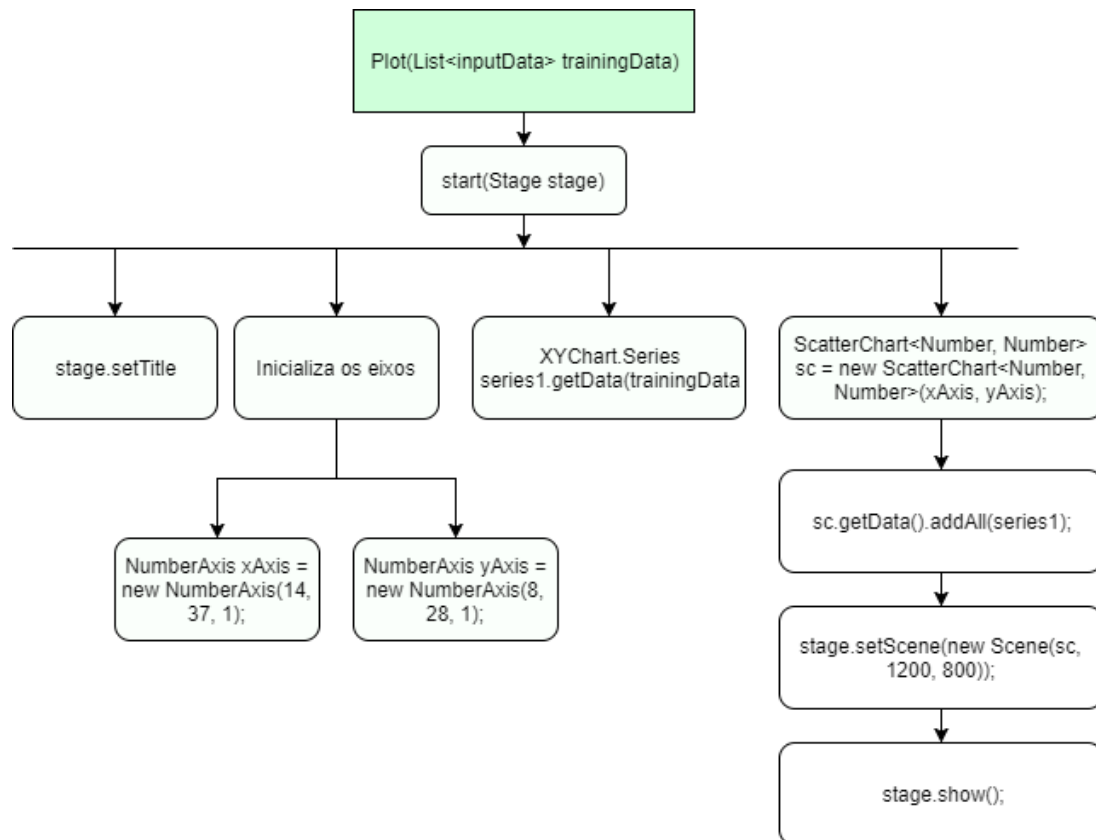 Plot(List<inputData> trainingData)
start(Stage stage)
stage.setTitle
Inicializa os eixos
XYChart.Series
series1.getData(trainingData
ScatterChart<Number, Number>
sc = new ScatterChart<Number,
Number>(xAxis, yAxis);
sc.getData().addAll(series1);
NumberAxis xAxis =
new NumberAxis(14,
37, 1);
NumberAxis yAxis =
new NumberAxis(8,
28, 1);
stage.setScene(new Scene(sc,
1200, 800));
stage.show();